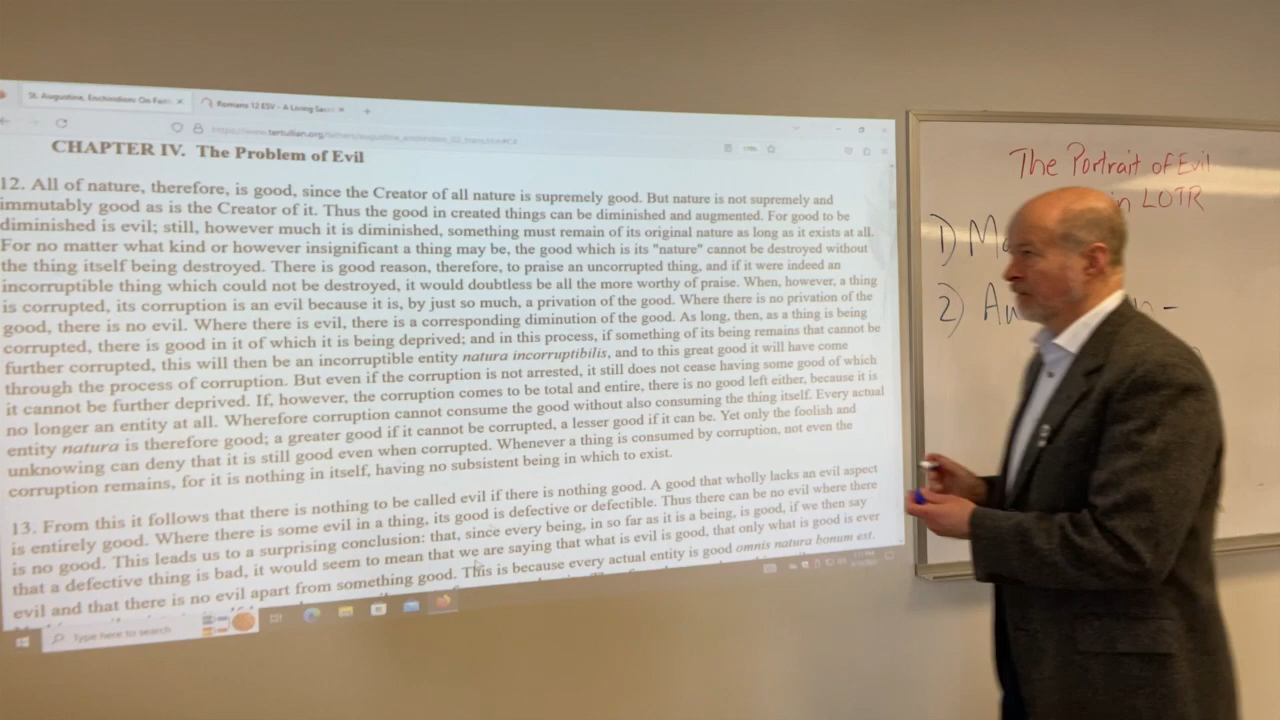 St. Augustine, Enchiridion: On Faith
Romans 12 ESV - A Living Sacr
https://www.tertullian.org/fathers/augustine_enchiridion_02_trans.htm#C4
CHAPTER IV. The Problem of Evil
12. All of nature, therefore, is good, since the Creator of all nature is supremely good. But nature is not supremely and
immutably good as is the Creator of it. Thus the good in created things can be diminished and augmented. For good to be
diminished is evil; still, however much it is diminished, something must remain of its original nature as long as it exists at all.
For no matter what kind or however insignificant a thing may be, the good which is its "nature" cannot be destroyed without
the thing itself being destroyed. There is good reason, therefore, to praise an uncorrupted thing, and if it were indeed an
incorruptible thing which could not be destroyed, it would doubtless be all the more worthy of praise. When, however, a thing
is corrupted, its corruption is an evil because it is, by just so much, a privation of the good. Where there is no privation of the
good, there is no evil. Where there is evil, there is a corresponding diminution of the good. As long, then, as a thing is being
corrupted, there is good in it of which it is being deprived; and in this process, if something of its being remains that cannot be
further corrupted, this will then be an incorruptible entity natura incorruptibilis, and to this great good it will have come
through the process of corruption. But even if the corruption is not arrested, it still does not cease having some good of which
it cannot be further deprived. If, however, the corruption comes to be total and entire, there is no good left either, because it is
no longer an entity at all. Wherefore corruption cannot consume the good without also consuming the thing itself. Every actual
entity natura is therefore good; a greater good if it cannot be corrupted, a lesser good if it can be. Yet only the foolish and
unknowing can deny that it is still good even when corrupted. Whenever a thing is consumed by corruption, not even the
corruption remains, for it is nothing in itself, having no subsistent being in which to exist.
13. From this it follows that there is nothing to be called evil if there is nothing good. A good that wholly lacks an evil aspect
is entirely good. Where there is some evil in a thing, its good is defective or defectible. Thus there can be no evil where there
is no good. This leads us to a surprising conclusion: that, since every being, in so far as it is a being, is good, if we then say
that a defective thing is bad, it would seem to mean that we are saying that what is evil is good, that only what is good is ever
evil and that there is no evil apart from something good. This is because every actual entity is good omnis natura bonum est.
Type here to search
The Portrait of Evil
in LOTR
1) Ma
2) Au n-